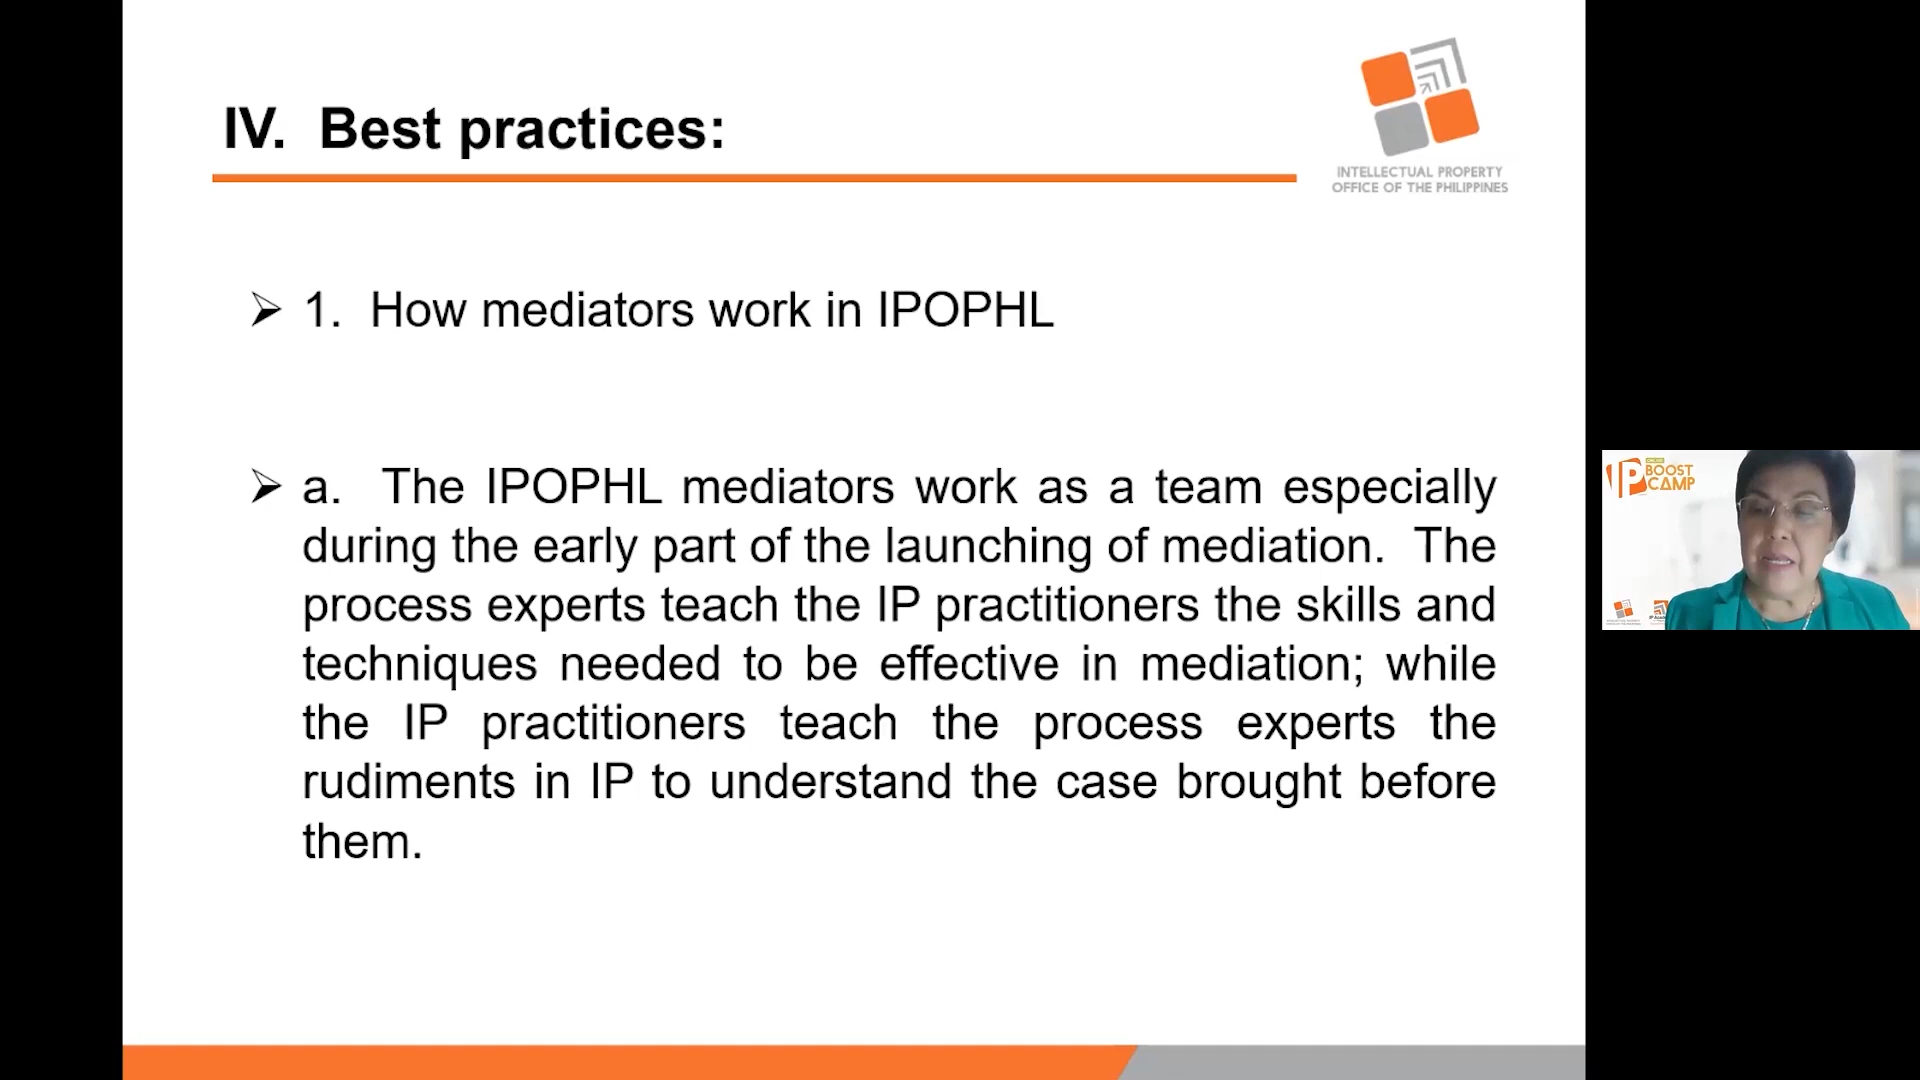 IV. Best practices:
INTELLECTUAL PROPERTY
OFFICE OF THE PHILIPPINES
➢ 1. How mediators work in IPOPHL
➢ a. The IPOPHL mediators work as a team especially
during the early part of the launching of mediation. The
process experts teach the IP practitioners the skills and
techniques needed to be effective in mediation; while
the IP practitioners teach the process experts the
rudiments in IP to understand the case brought before
them.
IP BOOST
CAMP